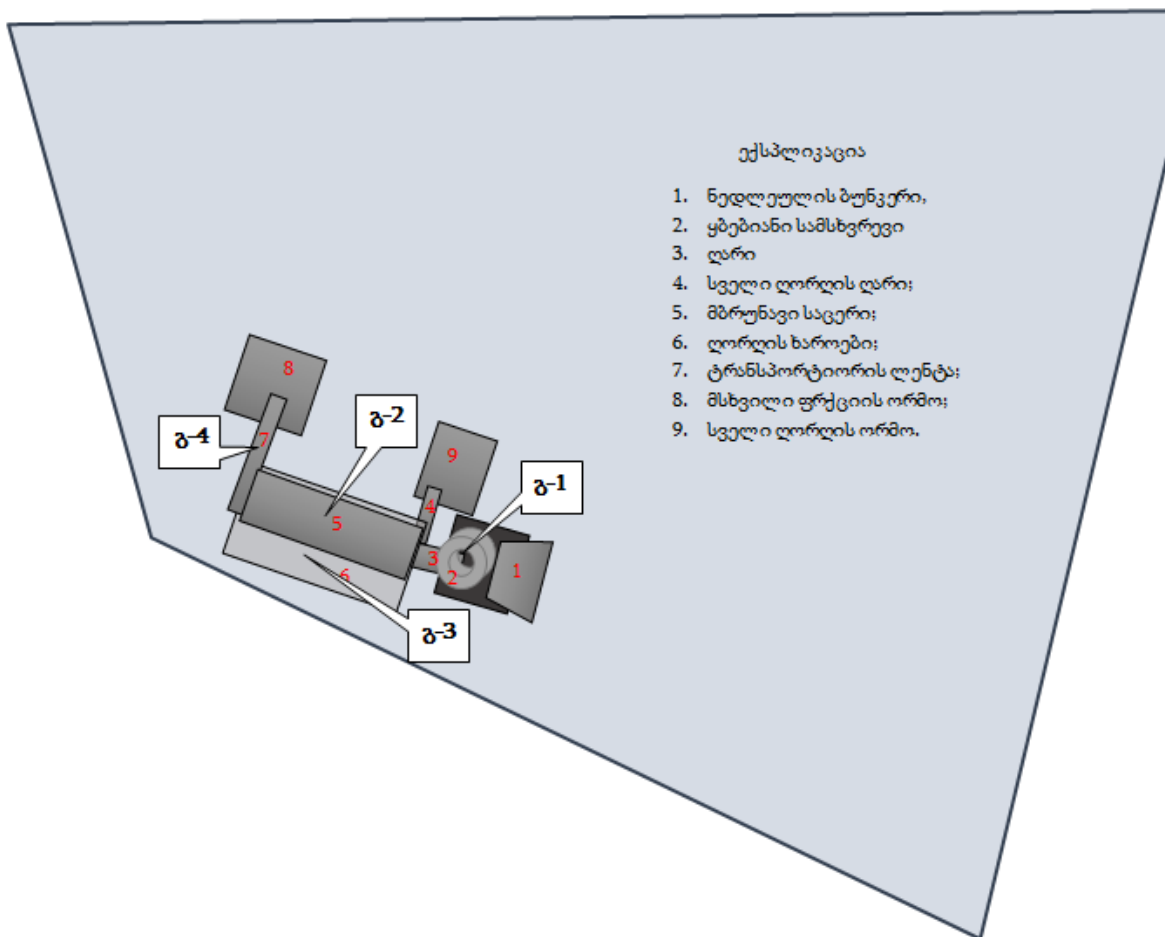 ექსპლიკაცია
1. ნედლეულის ბუნკერი,
2. ყბებიანი სამსხვრევი
3. ღარი
4. სველი ღორღის ღარი;
5. მბრუნავი საცერი;
6. ღორღის ხაროები;
7. ტრანსპორტიორის ლენტა;
8. მსხვილი ფრქციის ორმო;
9. სველი ღორღის ორმო.
8
გ-4
7
გ-2
9
გ-1
4
5
3
2
1
6
გ-3